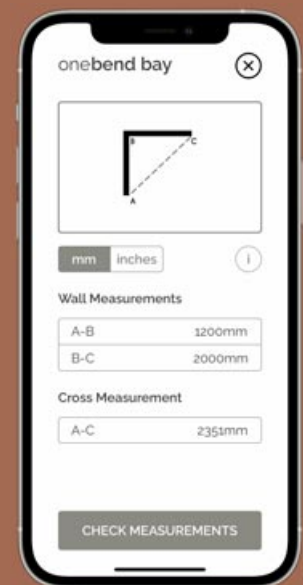 onebend bay
B
C
A
mm inches i
Wall Measurements
A-B 1200mm
B-C 2000mm
Cross Measurement
A-C 2351mm
CHECK MEASUREMENTS